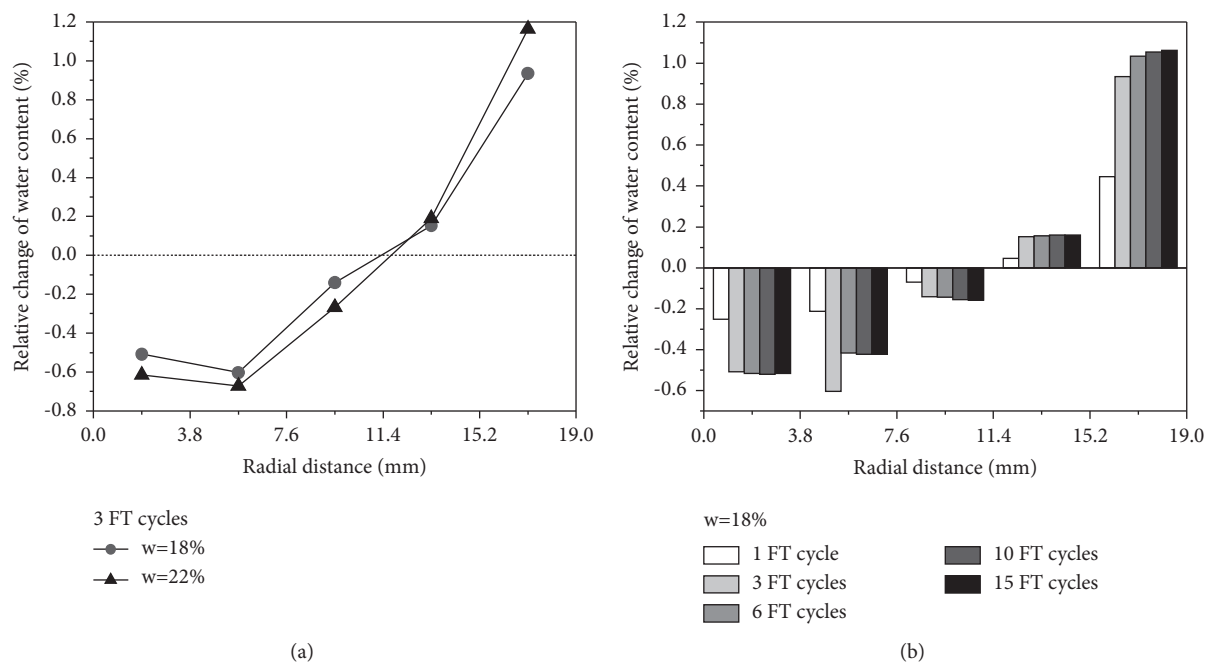 Relative change of water content (%)
1.2
1.0
0.8
0.6
0.4
0.2
0.0
-0.2
-0.4
-0.6
-0.8
0.0 3.8 7.6 11.4 15.2 19.0
Radial distance (mm)
3 FT cycles
w=18%
w=22%
(a)
Relative change of water content (%)
1.2
1.0
0.8
0.6
0.4
0.2
0.0
-0.2
-0.4
-0.6
0.0 3.8 7.6 11.4 15.2 19.0
Radial distance (mm)
w=18%
1 FT cycle
3 FT cycles
6 FT cycles
10 FT cycles
15 FT cycles
(b)